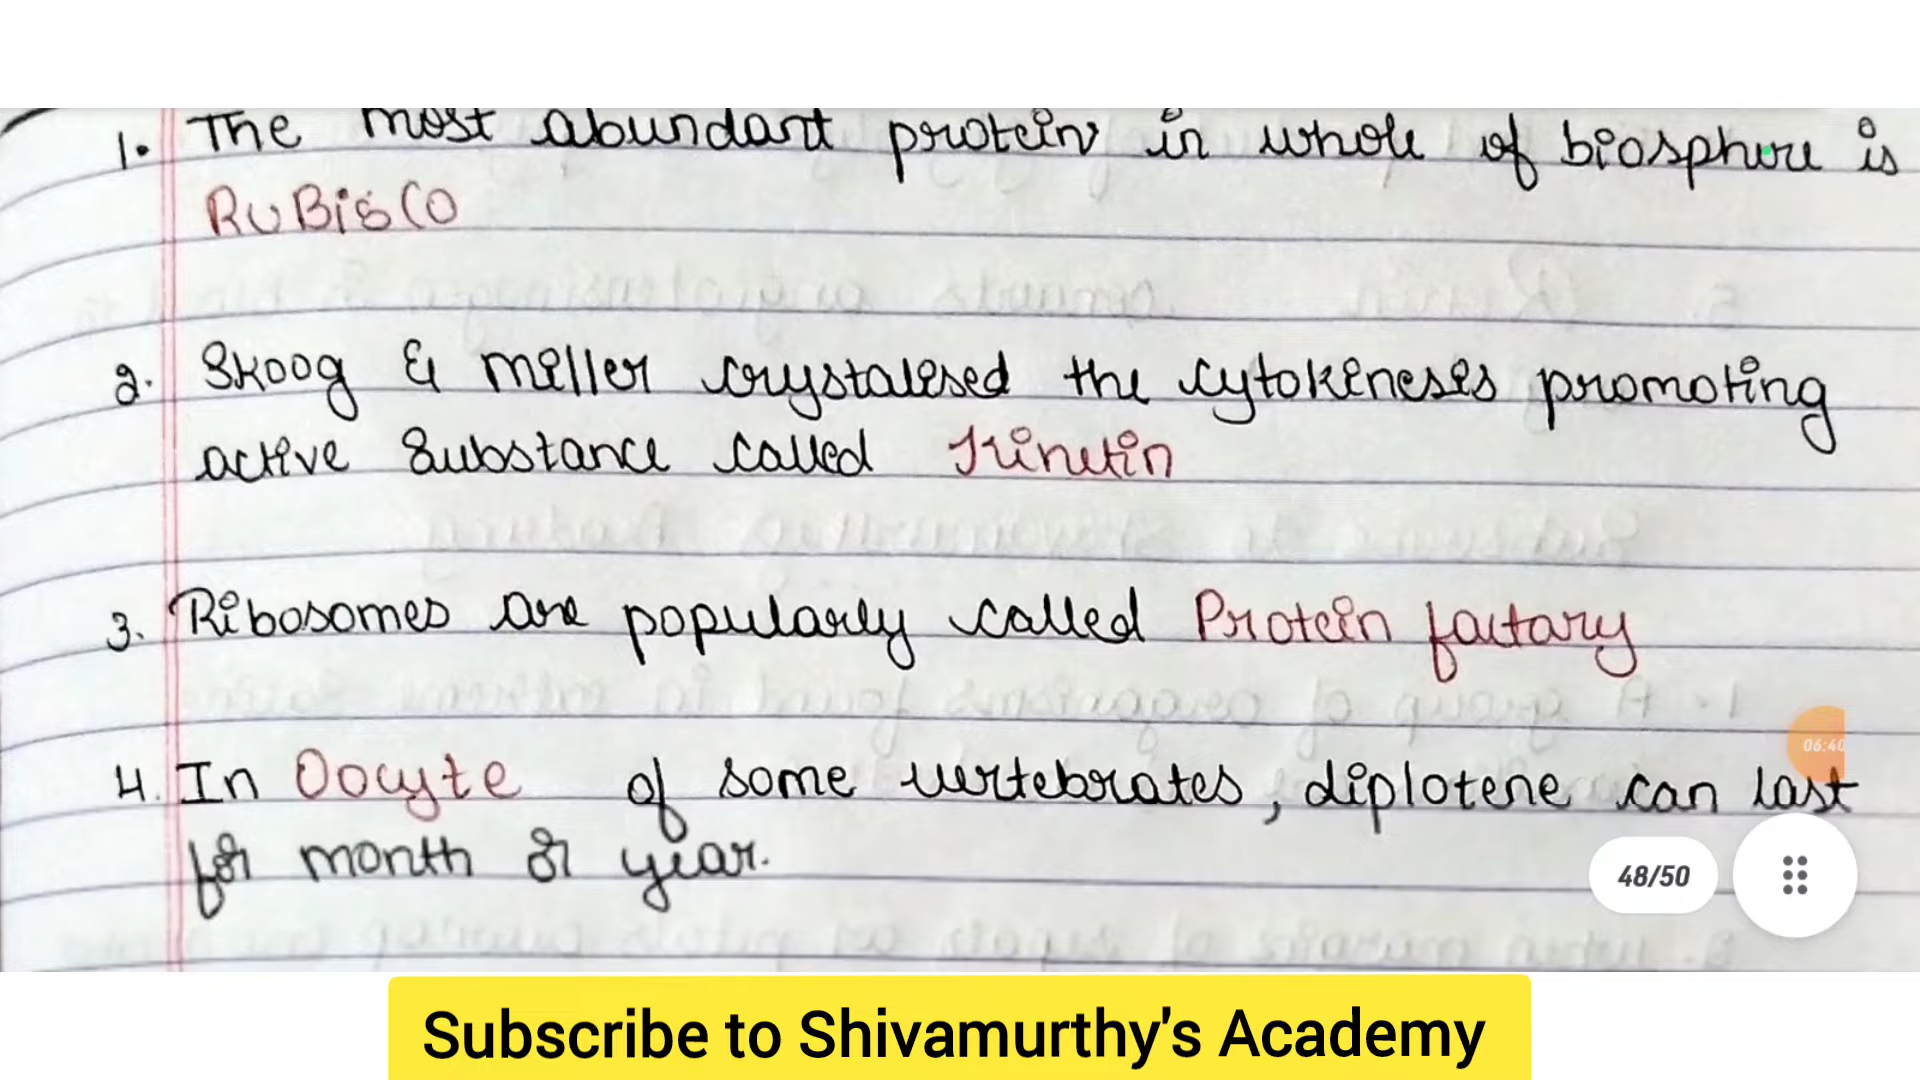 1. The most abundant protein in whole of biosphere is
RuBisCO
2. Skoog & Miller crystalised the cytokinesis promoting
active substance called Kinetin
3. Ribosomes are popularly called Protein factory
4. In Oocyte of some vertebrates, diplotene can last
for month or year.
06:40
48/50
Subscribe to Shivamurthy's Academy